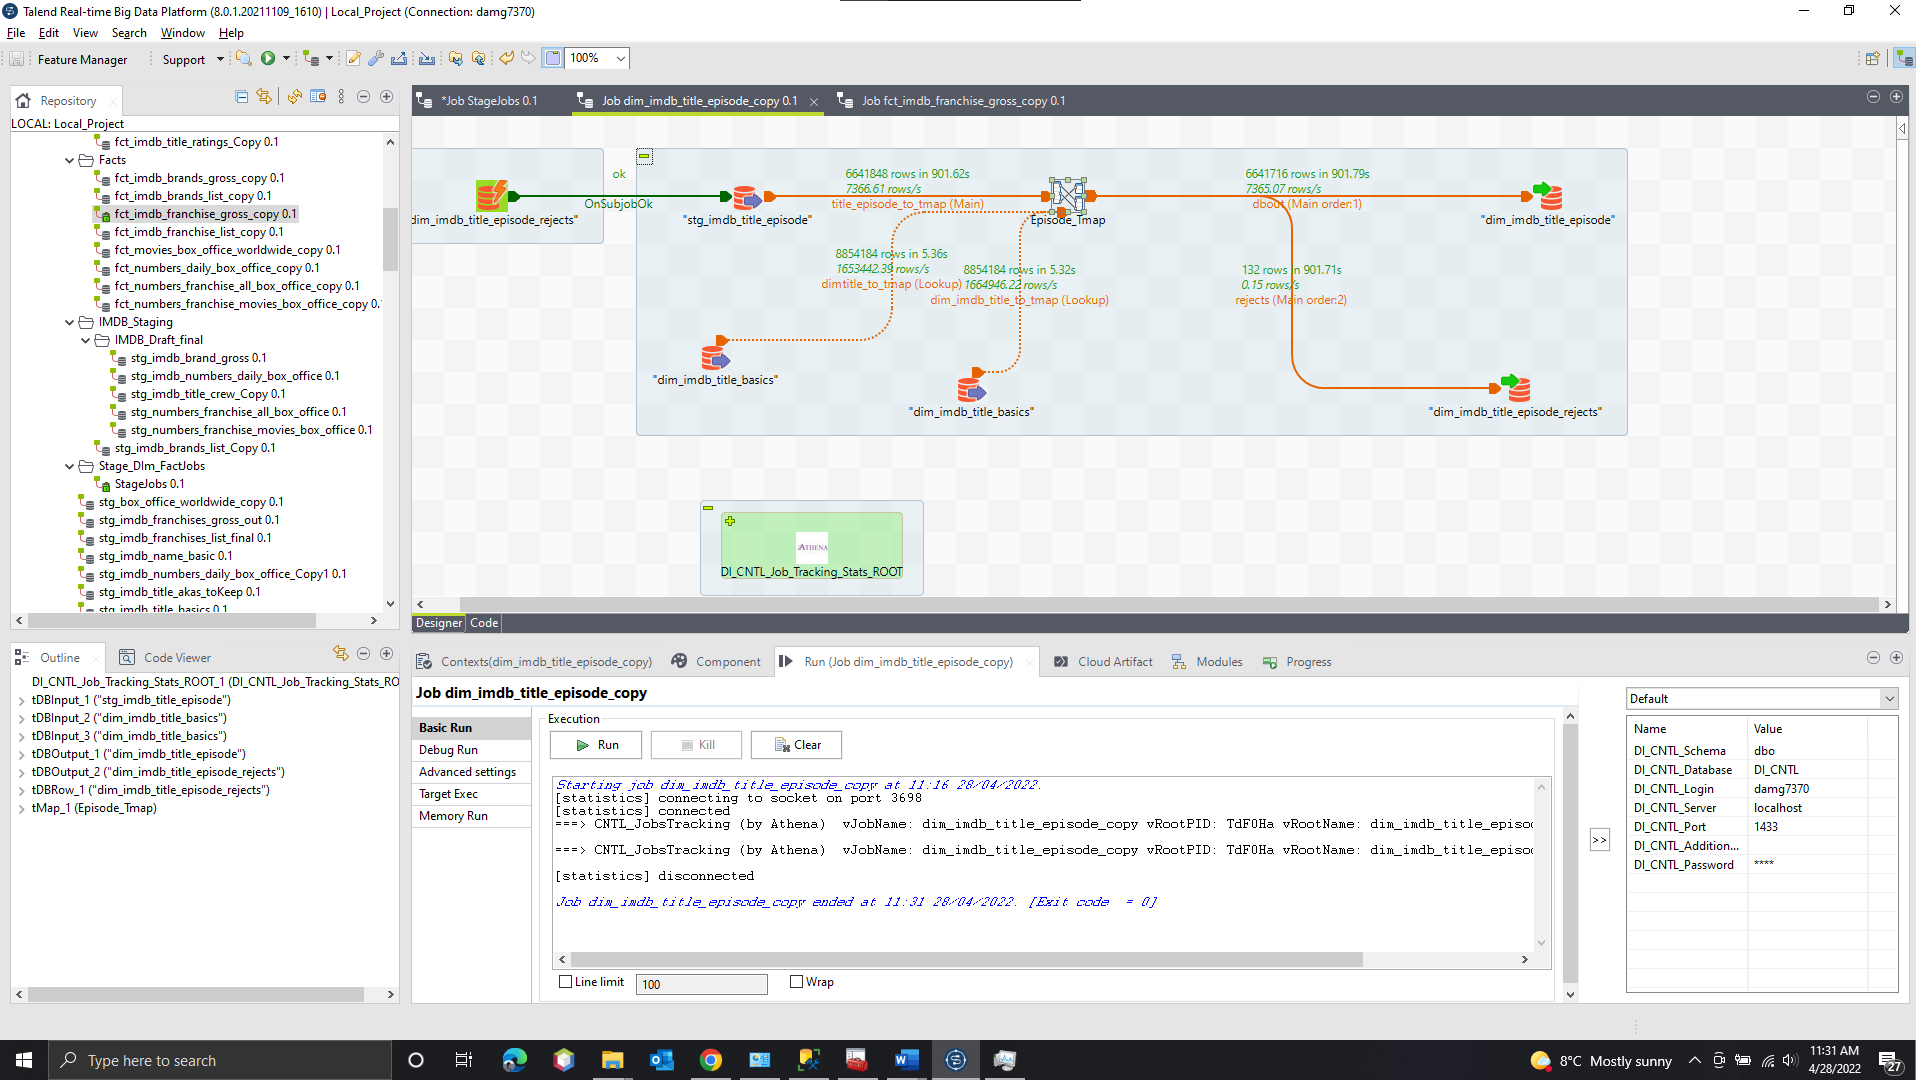 Talend Real-time Big Data Platform (8.0.1.20211109_1610) | Local_Project (Connection: damg7370)
File Edit View Search Window Help
Feature Manager Support 100%
Repository
LOCAL: Local_Project
fct_imdb_title_ratings_Copy 0.1
Facts
fct_imdb_brands_gross_copy 0.1
fct_imdb_brands_list_copy 0.1
fct_imdb_franchise_gross_copy 0.1
fct_imdb_franchise_list_copy 0.1
fct_movies_box_office_worldwide_copy 0.1
fct_numbers_daily_box_office_copy 0.1
fct_numbers_franchise_all_box_office_copy 0.1
fct_numbers_franchise_movies_box_office_copy 0.
IMDB_Staging
IMDB_Draft_final
stg_imdb_brand_gross 0.1
stg_imdb_numbers_daily_box_office 0.1
stg_imdb_title_crew_Copy 0.1
stg_numbers_franchise_all_box_office 0.1
stg_numbers_franchise_movies_box_office 0.1
stg_imdb_brands_list_Copy 0.1
Stage_DIm_FactJobs
StageJobs 0.1
stg_box_office_worldwide_copy 0.1
stg_imdb_franchises_gross_out 0.1
stg_imdb_franchises_list_final 0.1
stg_imdb_name_basic 0.1
stg_imdb_numbers_daily_box_office_Copy1 0.1
stg_imdb_title_akas_toKeep 0.1
stg_imdb_title_basics 0.1
*Job StageJobs 0.1
Job dim_imdb_title_episode_copy 0.1
Job fct_imdb_franchise_gross_copy 0.1
dim_imdb_title_episode_rejects"
ok
OnSubjobOk
"stg_imdb_title_episode"
6641848 rows in 901.62s
7366.61 rows/s
title_episode_to_tmap (Main)
Episode_Tmap
6641716 rows in 901.79s
7365.07 rows/s
dbout (Main order:1)
"dim_imdb_title_episode"
8854184 rows in 5.36s
1653442.39 rows/s
dimtitle_to_tmap (Lookup)
8854184 rows in 5.32s
1664946.22 rows/s
dim_imdb_title_to_tmap (Lookup)
132 rows in 901.71s
0.15 rows/s
rejects (Main order:2)
"dim_imdb_title_basics"
"dim_imdb_title_basics"
"dim_imdb_title_episode_rejects"
ATHENA
DI_CNTL_Job_Tracking_Stats_ROOT
Designer Code
Outline
Code Viewer
DI_CNTL_Job_Tracking_Stats_ROOT_1 (DI_CNTL_Job_Tracking_Stats_RO
tDBInput_1 ("stg_imdb_title_episode")
tDBInput_2 ("dim_imdb_title_basics")
tDBInput_3 ("dim_imdb_title_basics")
tDBOutput_1 ("dim_imdb_title_episode")
tDBOutput_2 ("dim_imdb_title_episode_rejects")
tDBRow_1 ("dim_imdb_title_episode_rejects")
tMap_1 (Episode_Tmap)
Contexts(dim_imdb_title_episode_copy) Component Run (Job dim_imdb_title_episode_copy) Cloud Artifact Modules Progress
Job dim_imdb_title_episode_copy
Basic Run
Debug Run
Advanced settings
Target Exec
Memory Run
Execution
Run Kill Clear
Starting job dim_imdb_title_episode_copy at 11:16 28/04/2022.
[statistics] connecting to socket on port 3698
[statistics] connected
===> CNTL_JobsTracking (by Athena) vJobName: dim_imdb_title_episode_copy vRootPID: TdF0Ha vRootName: dim_imdb_title_episo
===> CNTL_JobsTracking (by Athena) vJobName: dim_imdb_title_episode_copy vRootPID: TdF0Ha vRootName: dim_imdb_title_episo
[statistics] disconnected
Job dim_imdb_title_episode_copy ended at 11:31 28/04/2022. [Exit code = 0]
Line limit 100 Wrap
>>
Default
Name Value
DI_CNTL_Schema dbo
DI_CNTL_Database DI_CNTL
DI_CNTL_Login damg7370
DI_CNTL_Server localhost
DI_CNTL_Port 1433
DI_CNTL_Addition...
DI_CNTL_Password ****
Type here to search
8°C Mostly sunny
11:31 AM
4/28/2022
27